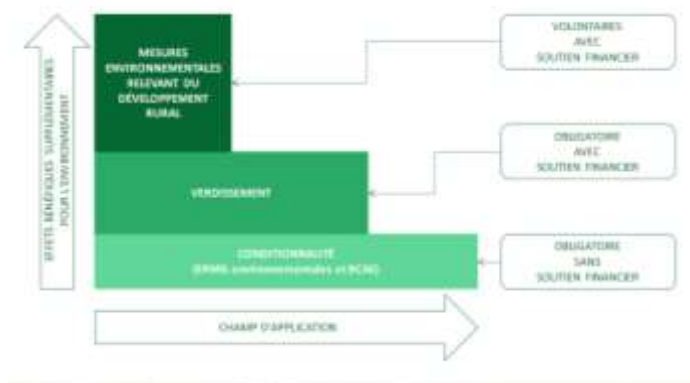 MESURES
ENVIRONNEMENTALES
RELEVANT DU
DÉVELOPPEMENT
RURAL
VOLONTAIRES
AVEC
SOUTIEN FINANCIER
VERDISSEMENT
OBLIGATOIRE
AVEC
SOUTIEN FINANCIER
CONDITIONNALITÉ
(ERMG environnementales et BCAE)
OBLIGATOIRE
SANS
SOUTIEN FINANCIER
EFFETS BÉNÉFIQUES SUPPLÉMENTAIRES
POUR L'ENVIRONNEMENT
CHAMP D'APPLICATION